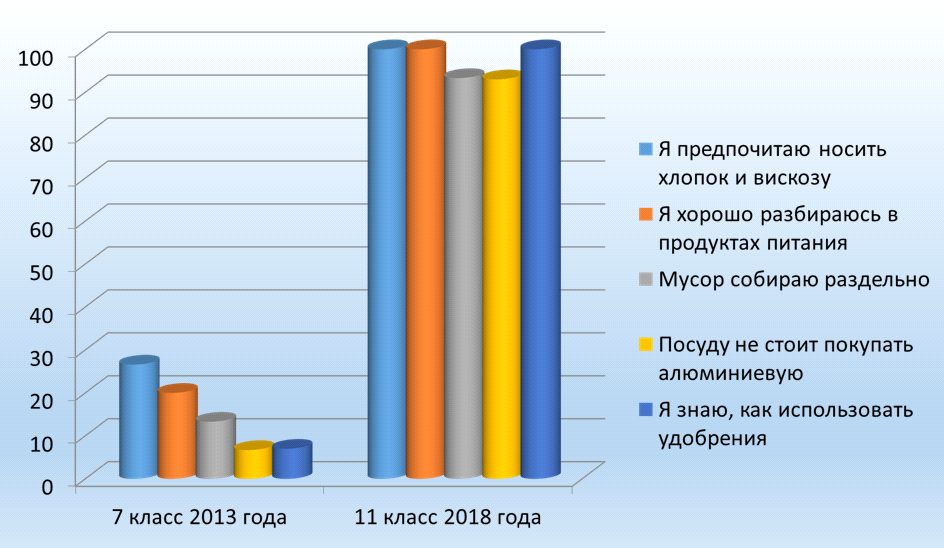 100
90
80
70
60
50
40
30
20
10
0
7 класс 2013 года
11 класс 2018 года
Я предпочитаю носить
хлопок и вискозу
Я хорошо разбираюсь в
продуктах питания
Мусор собираю раздельно
Посуду не стоит покупать
алюминиевую
Я знаю, как использовать
удобрения